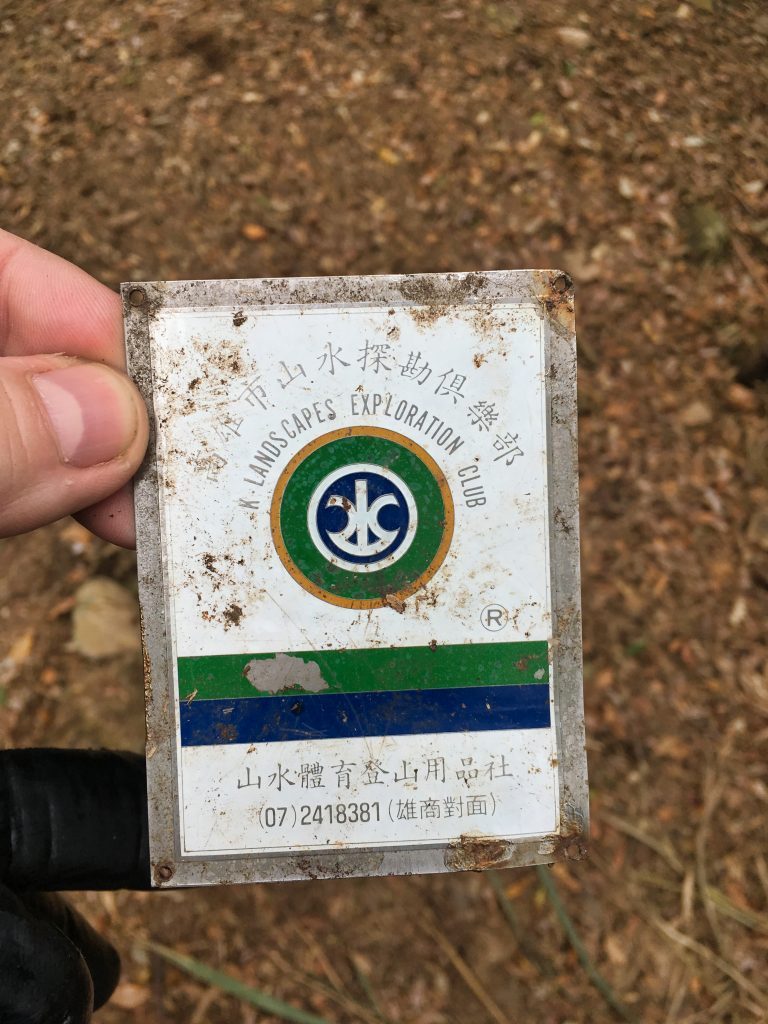 高雄市山水探勘俱樂部
K·LANDSCAPES EXPLORATION CLUB
®
山水體育登山用品社
(07)2418381(雄商對面)